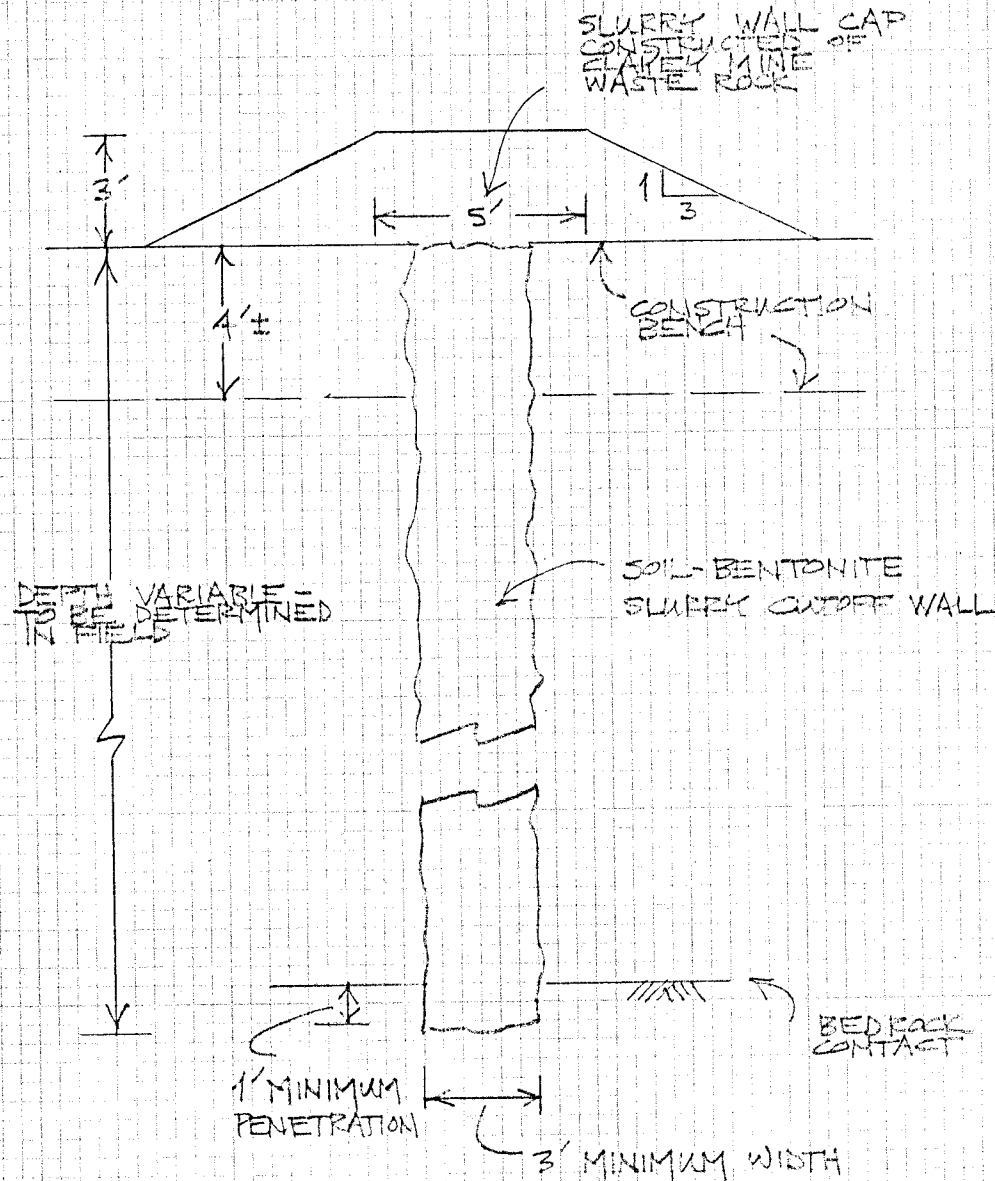 SLURRY WALL CAP
CONSTRUCTED OF
CLAYEY MINE
WASTE ROCK
3'
1
3
5'
4'±
CONSTRUCTION
BENCH
SOIL-BENTONITE
SLURRY CUTOFF WALL
DEPTH VARIABLE -
TO BE DETERMINED
IN FIELD
BEDROCK
CONTACT
1' MINIMUM
PENETRATION
3' MINIMUM WIDTH